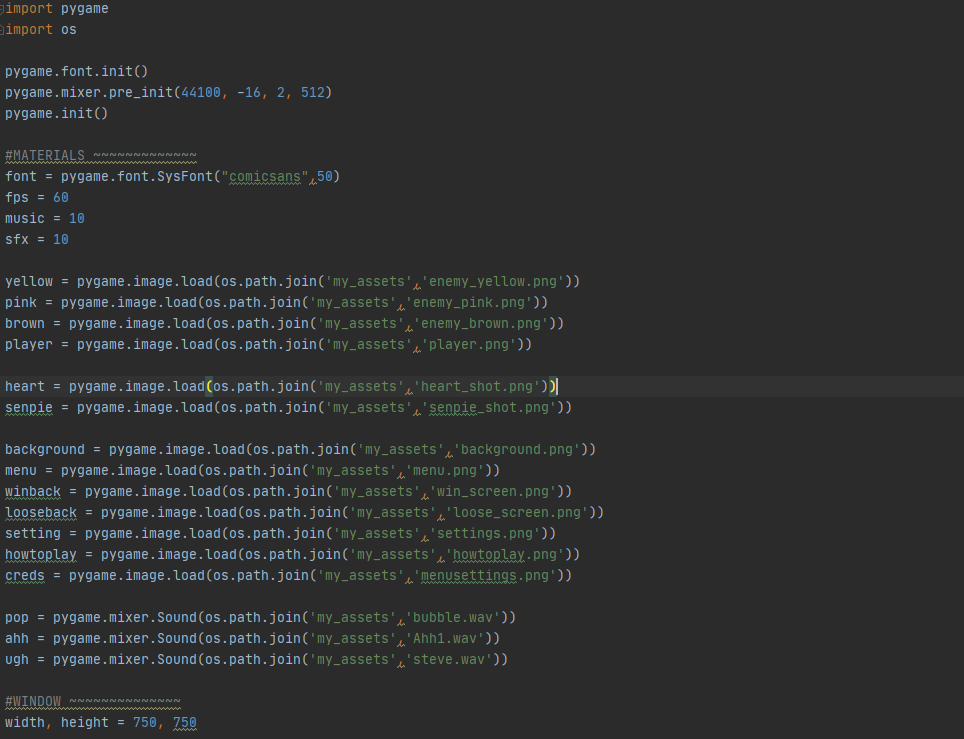 import pygame
import os
pygame.font.init()
pygame.mixer.pre_init(44100, -16, 2, 512)
pygame.init()
#MATERIALS ~~~~~~~~~~~~~
font = pygame.font.SysFont("comicsans",50)
fps = 60
music = 10
sfx = 10
yellow = pygame.image.load(os.path.join('my_assets','enemy_yellow.png'))
pink = pygame.image.load(os.path.join('my_assets','enemy_pink.png'))
brown = pygame.image.load(os.path.join('my_assets','enemy_brown.png'))
player = pygame.image.load(os.path.join('my_assets','player.png'))
heart = pygame.image.load(os.path.join('my_assets','heart_shot.png'))
senpie = pygame.image.load(os.path.join('my_assets','senpie_shot.png'))
background = pygame.image.load(os.path.join('my_assets','background.png'))
menu = pygame.image.load(os.path.join('my_assets','menu.png'))
winback = pygame.image.load(os.path.join('my_assets','win_screen.png'))
looseback = pygame.image.load(os.path.join('my_assets','loose_screen.png'))
setting = pygame.image.load(os.path.join('my_assets','settings.png'))
howtoplay = pygame.image.load(os.path.join('my_assets','howtoplay.png'))
creds = pygame.image.load(os.path.join('my_assets','menusettings.png'))
pop = pygame.mixer.Sound(os.path.join('my_assets','bubble.wav'))
ahh = pygame.mixer.Sound(os.path.join('my_assets','Ahh1.wav'))
ugh = pygame.mixer.Sound(os.path.join('my_assets','steve.wav'))
#WINDOW ~~~~~~~~~~~~~~
width, height = 750, 750